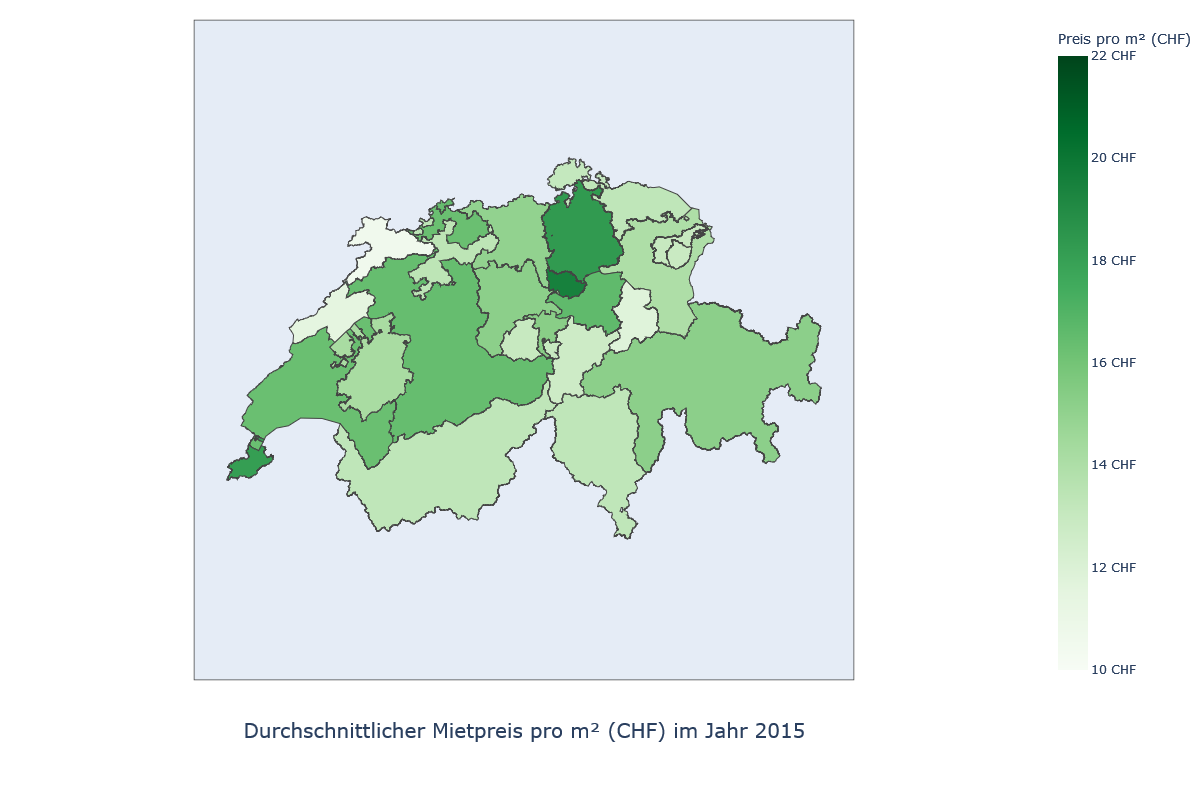 Preis pro m² (CHF)
22 CHF
20 CHF
18 CHF
16 CHF
14 CHF
12 CHF
10 CHF
Durchschnittlicher Mietpreis pro m² (CHF) im Jahr 2015